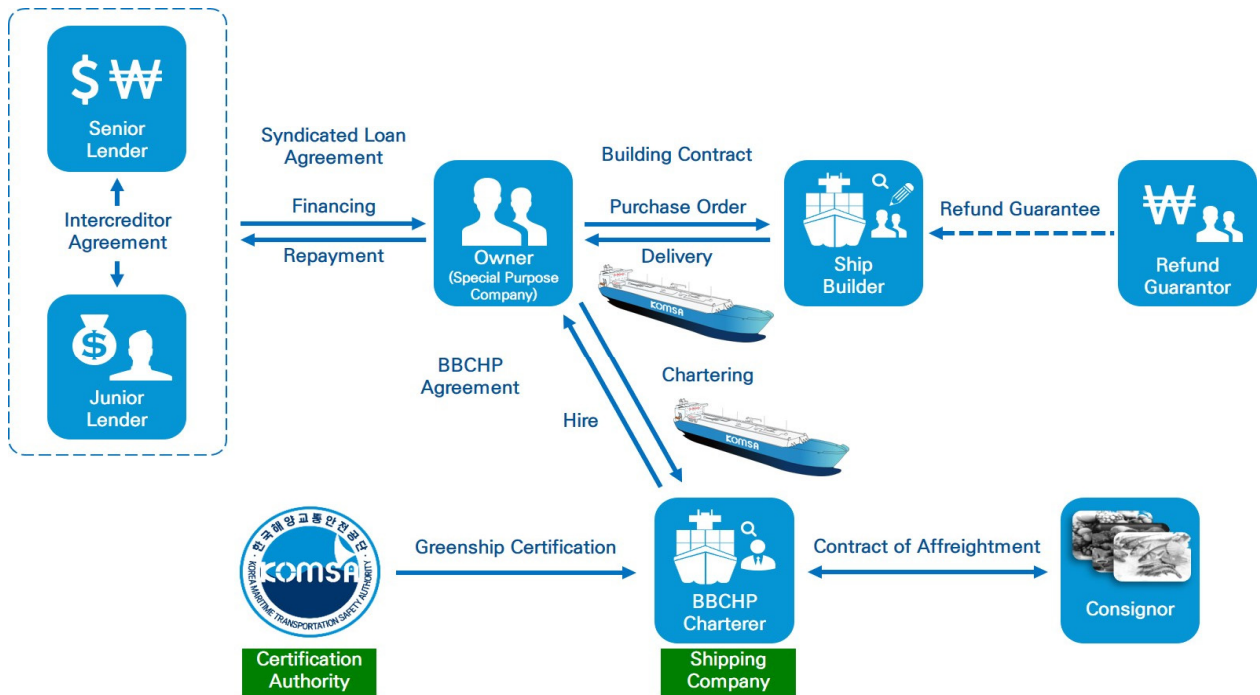 $ ₩
Senior
Lender
Intercreditor
Agreement
$
Junior
Lender
Syndicated Loan
Agreement
Financing
Repayment
Owner
(Special Purpose
Company)
Building Contract
Purchase Order
Delivery
KOMSA
Ship
Builder
Refund Guarantee
₩
Refund
Guarantor
BBCHP
Agreement
Hire
Chartering
KOMSA
한국해양교통안전공단
KOMSA
KOREA MARITIME TRANSPORTATION SAFETY AUTHORITY
Certification
Authority
Greenship Certification
BBCHP
Charterer
Shipping
Company
Contract of Affreightment
Consignor